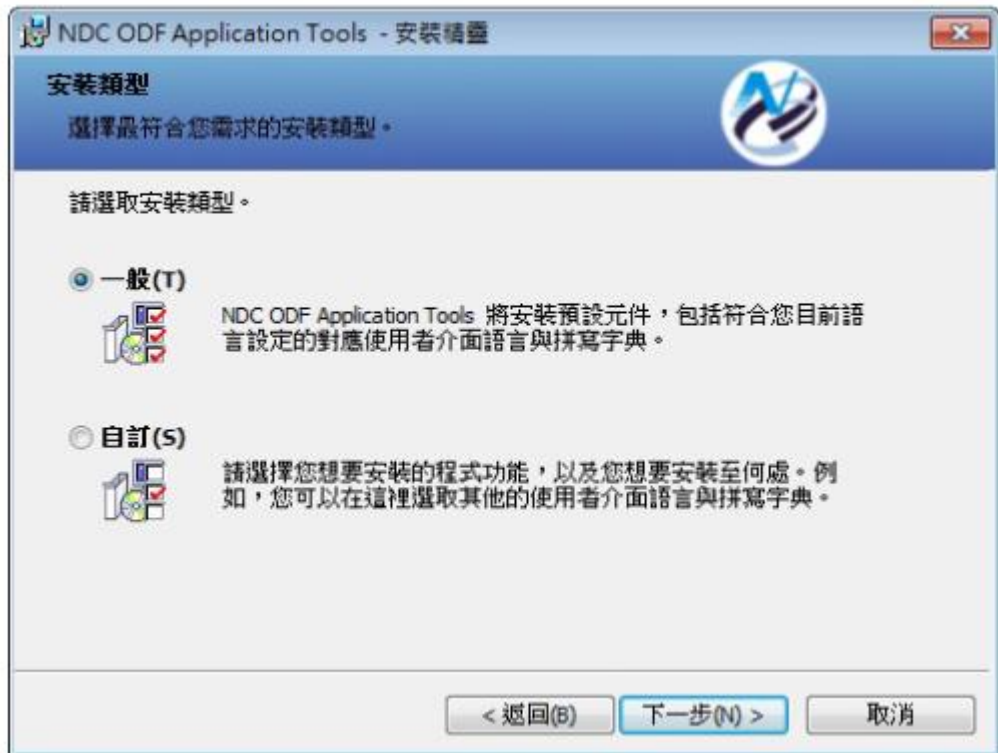 NDC ODF Application Tools - 安裝精靈
安裝類型
選擇最符合您需求的安裝類型。
請選取安裝類型。
一般(T)
NDC ODF Application Tools 將安裝預設元件，包括符合您目前語
言設定的對應使用者介面語言與拼寫字典。
自訂(S)
請選擇您想要安裝的程式功能，以及您想要安裝至何處。例
如，您可以在這裡選取其他的使用者介面語言與拼寫字典。
< 返回(B) 下一步(N) > 取消